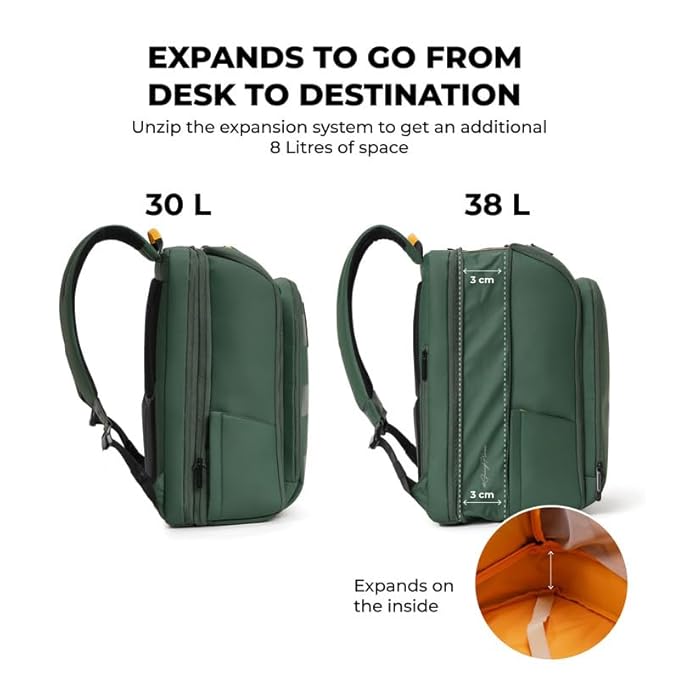 EXPANDS TO GO FROM
DESK TO DESTINATION
Unzip the expansion system to get an additional
8 Litres of space
30 L
38 L
3 cm
3 cm
Expands on
the inside